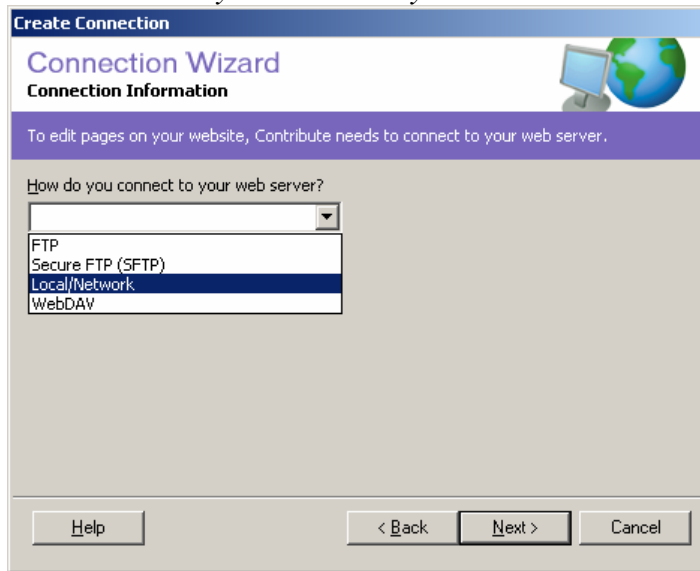 Create Connection
Connection Wizard
Connection Information
To edit pages on your website, Contribute needs to connect to your web server.
How do you connect to your web server?
FTP
Secure FTP (SFTP)
Local/Network
WebDAV
Help
< Back
Next >
Cancel